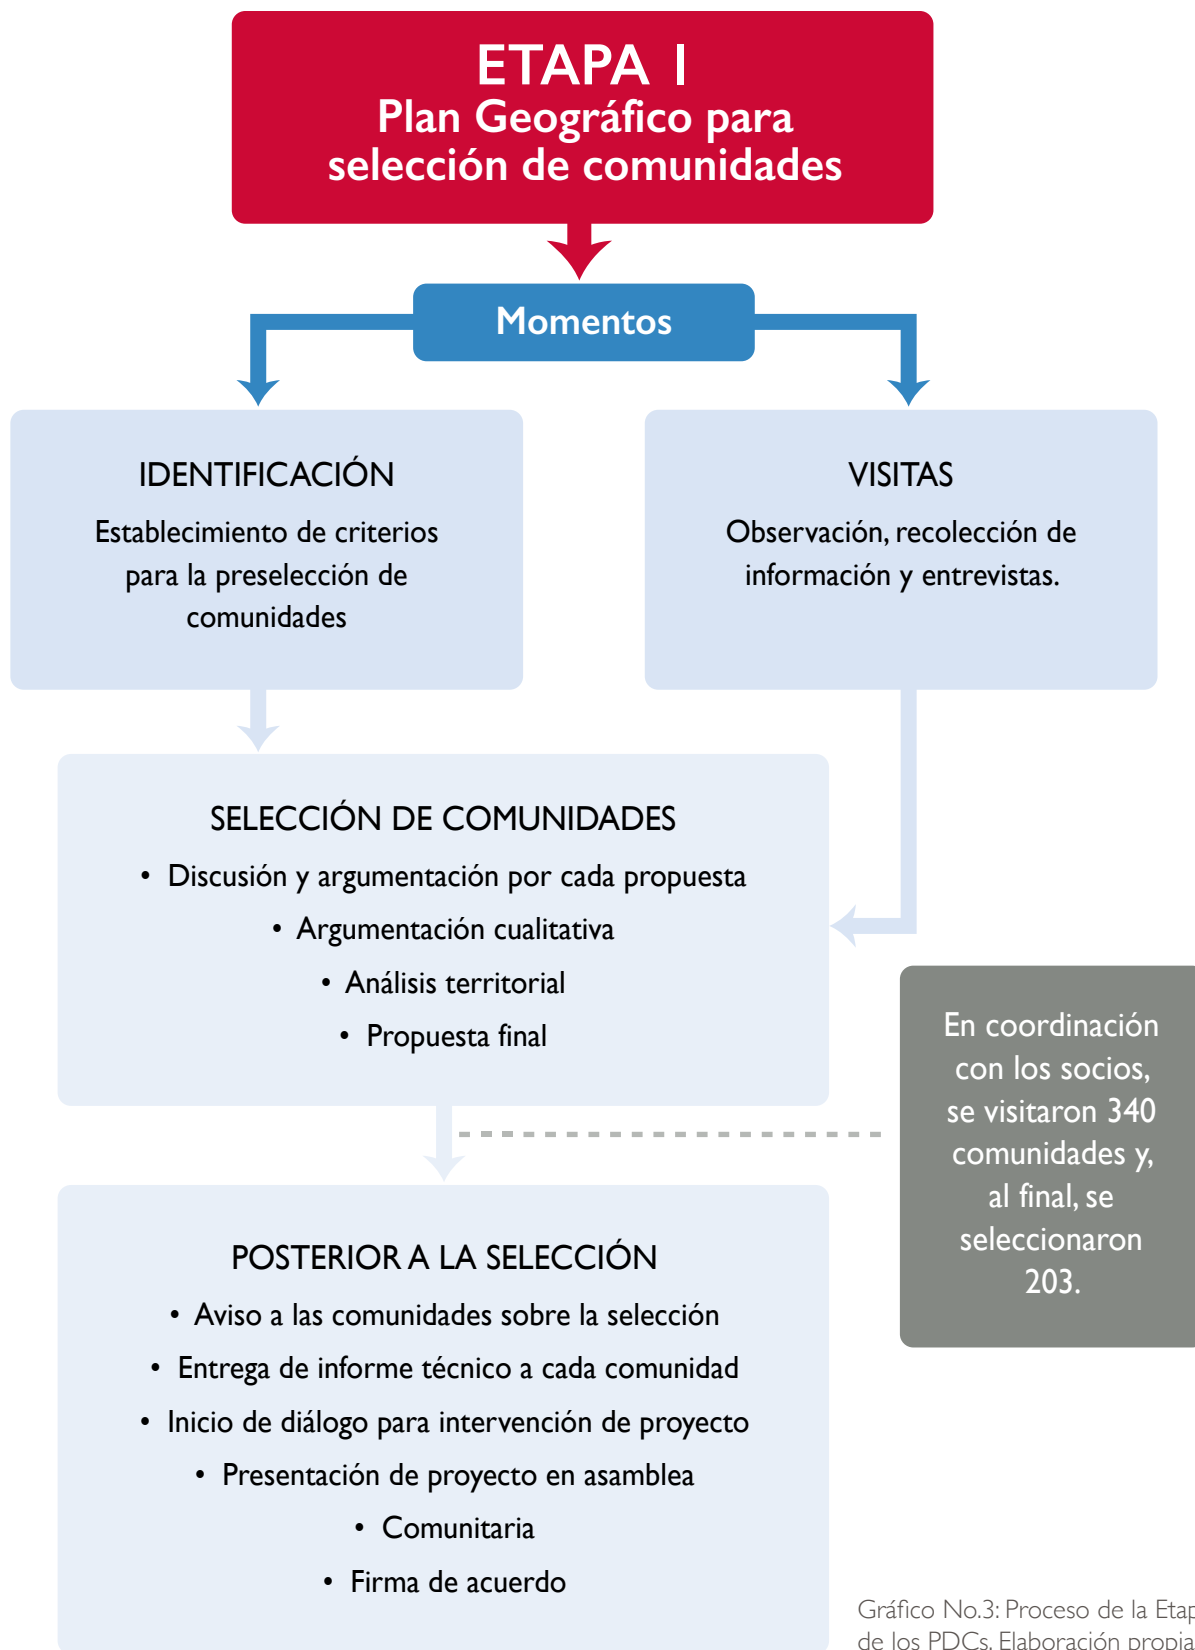 ETAPA 1
Plan Geográfico para
selección de comunidades
Momentos
IDENTIFICACIÓN
Establecimiento de criterios
para la preselección de
comunidades
VISITAS
Observación, recolección de
información y entrevistas.
SELECCIÓN DE COMUNIDADES
• Discusión y argumentación por cada propuesta
• Argumentación cualitativa
• Análisis territorial
• Propuesta final
En coordinación
con los socios,
se visitaron 340
comunidades y,
al final, se
seleccionaron
203.
POSTERIOR A LA SELECCIÓN
• Aviso a las comunidades sobre la selección
• Entrega de informe técnico a cada comunidad
• Inicio de diálogo para intervención de proyecto
• Presentación de proyecto en asamblea
• Comunitaria
• Firma de acuerdo
Gráfico No.3: Proceso de la Etap
de los PDCs. Elaboración propia